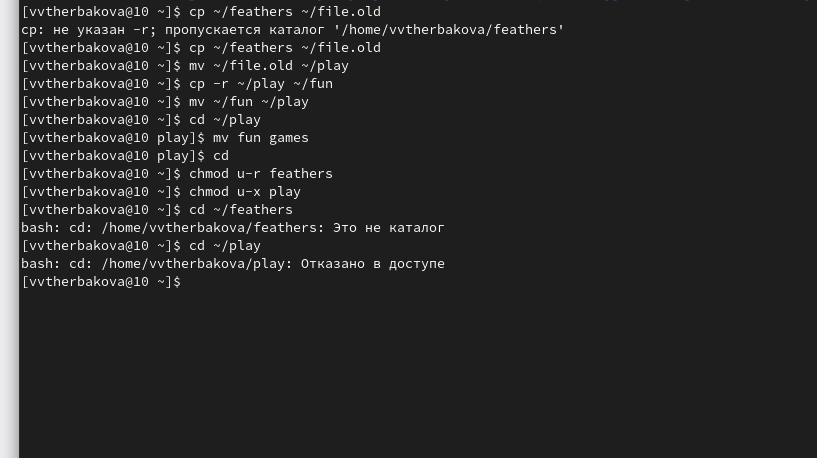 [vvtherbakova@10 ~]$ cp ~/feathers ~/file.old
cp: не указан -r; пропускается каталог '/home/vvtherbakova/feathers'
[vvtherbakova@10 ~]$ cp ~/feathers ~/file.old
[vvtherbakova@10 ~]$ mv ~/file.old ~/play
[vvtherbakova@10 ~]$ cp -r ~/play ~/fun
[vvtherbakova@10 ~]$ mv ~/fun ~/play
[vvtherbakova@10 ~]$ cd ~/play
[vvtherbakova@10 play]$ mv fun games
[vvtherbakova@10 play]$ cd
[vvtherbakova@10 ~]$ chmod u-r feathers
[vvtherbakova@10 ~]$ chmod u-x play
[vvtherbakova@10 ~]$ cd ~/feathers
bash: cd: /home/vvtherbakova/feathers: Это не каталог
[vvtherbakova@10 ~]$ cd ~/play
bash: cd: /home/vvtherbakova/play: Отказано в доступе
[vvtherbakova@10 ~]$